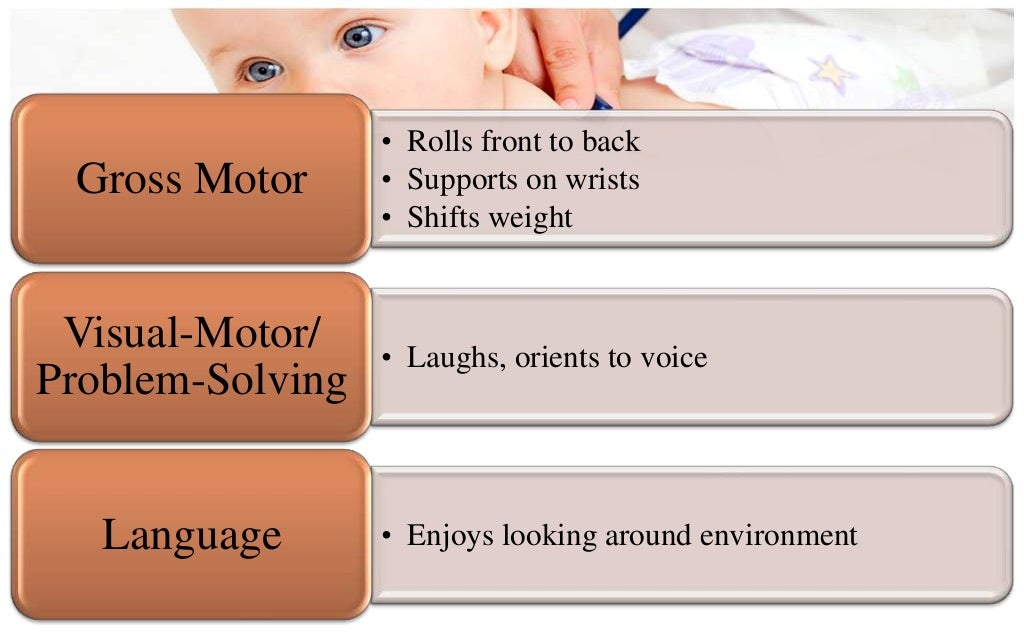 Gross Motor
• Rolls front to back
• Supports on wrists
• Shifts weight
Visual-Motor/
Problem-Solving
• Laughs, orients to voice
Language
• Enjoys looking around environment